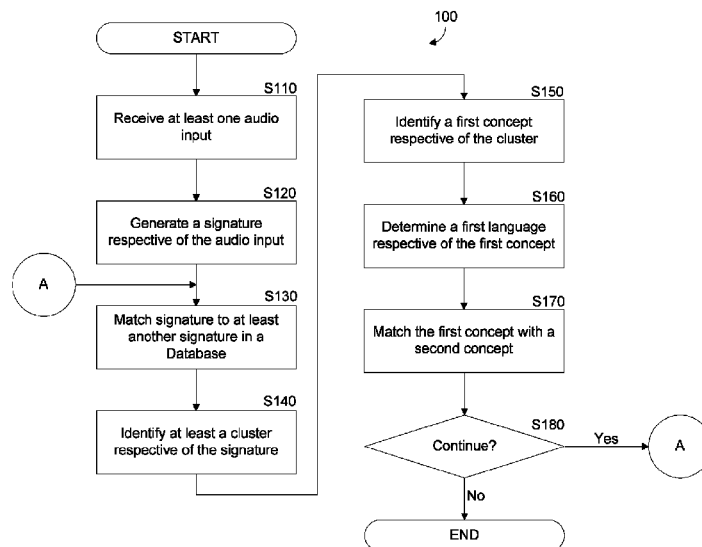 100
START
S110
Receive at least one audio
input
S120
Generate a signature
respective of the audio input
A
S130
Match signature to at least
another signature in a
Database
S140
Identify at least a cluster
respective of the signature
S150
Identify a first concept
respective of the cluster
S160
Determine a first language
respective of the first concept
S170
Match the first concept with a
second concept
S180
Continue?
Yes
A
No
END